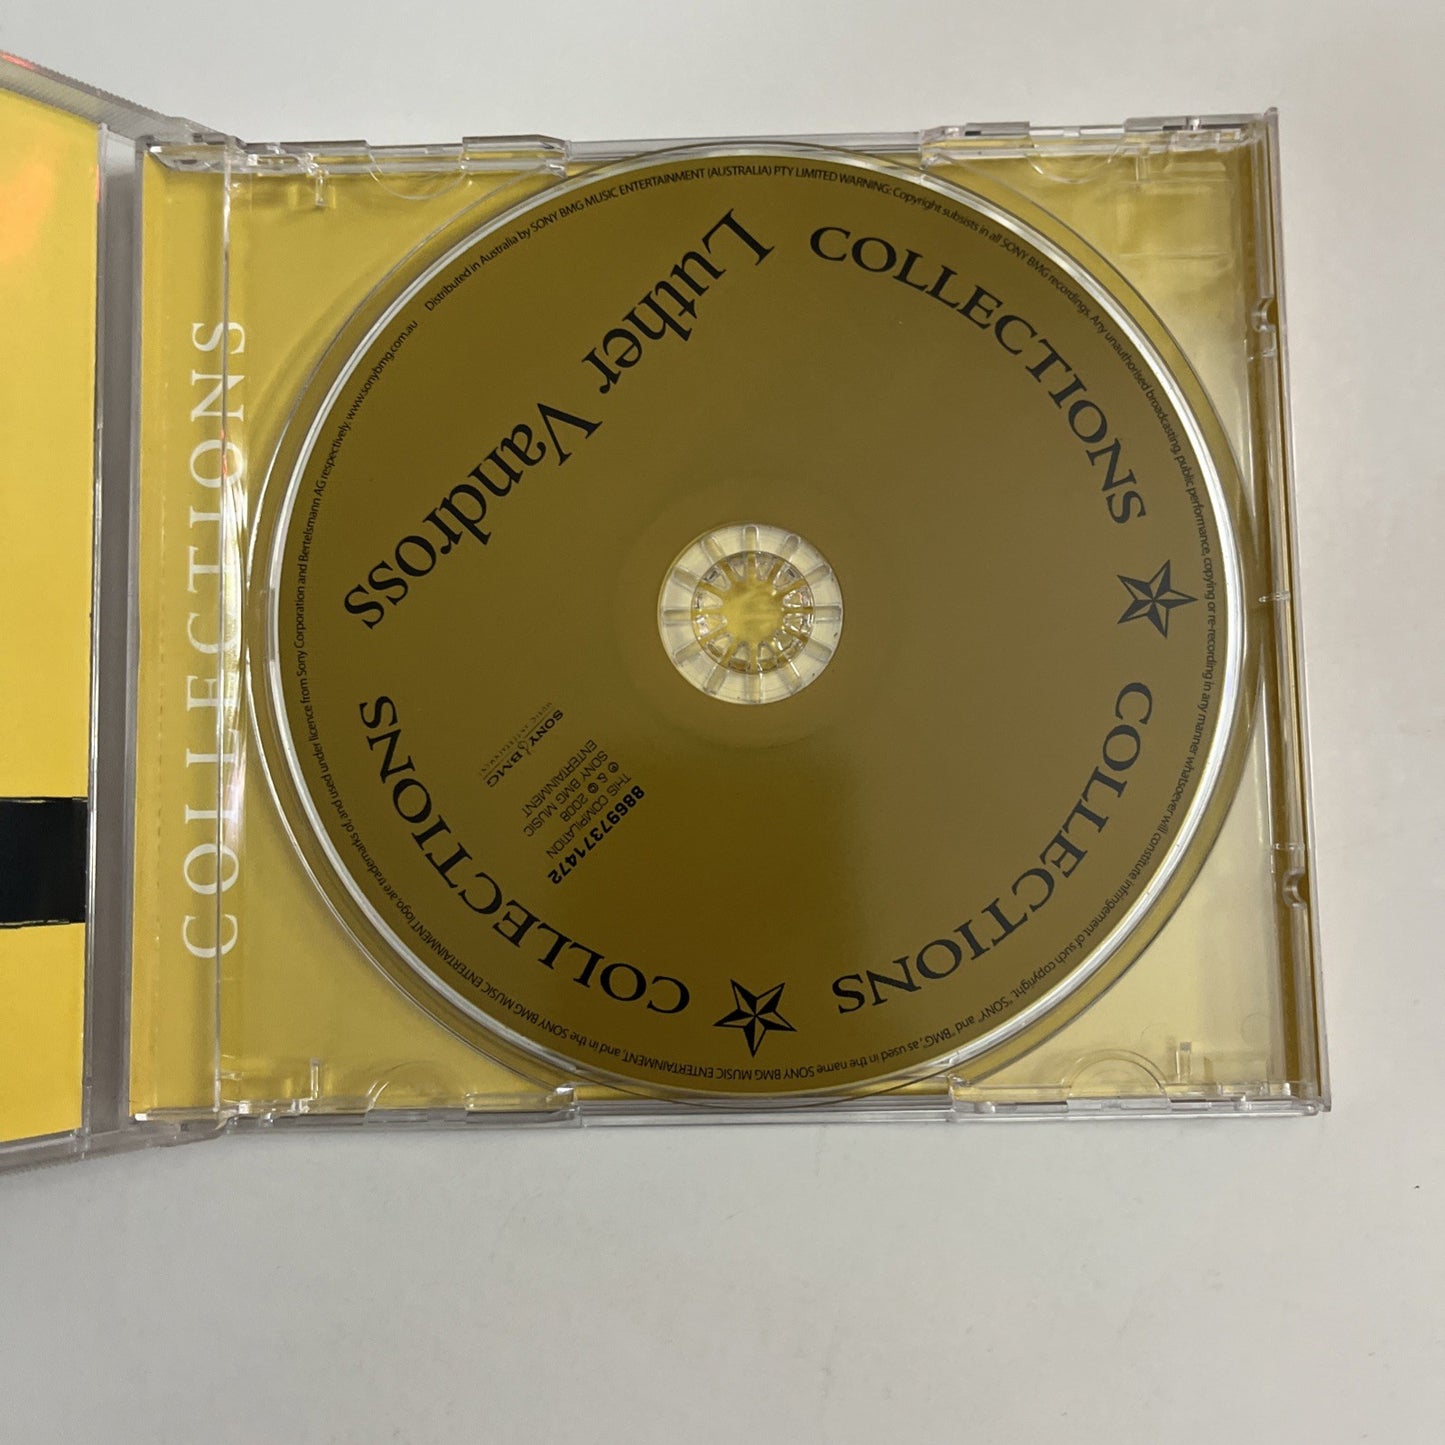 COLLECTIONS
Luther Vandross
COLLECTIONS
COLLECTIONS
COLLECTIONS
SONY BMG
MUSIC ENTERTAINMENT
88697371472
THIS COMPILATION
℗ & © 2008
SONY BMG MUSIC
ENTERTAINMENT
Distributed in Australia by SONY BMG MUSIC ENTERTAINMENT (AUSTRALIA) PTY LIMITED WARNING: Copyright subsists in all SONY BMG recordings. Any unauthorised broadcasting, public performance, copying or re-recording in any manner whatsoever will constitute infringement of such copyright. "SONY" and "BMG", as used in the name SONY BMG MUSIC ENTERTAINMENT, and in the SONY BMG MUSIC ENTERTAINMENT logo, are trademarks of, and used under licence from Sony Corporation and Bertelsmann AG respectively. www.sonybmg.com.au